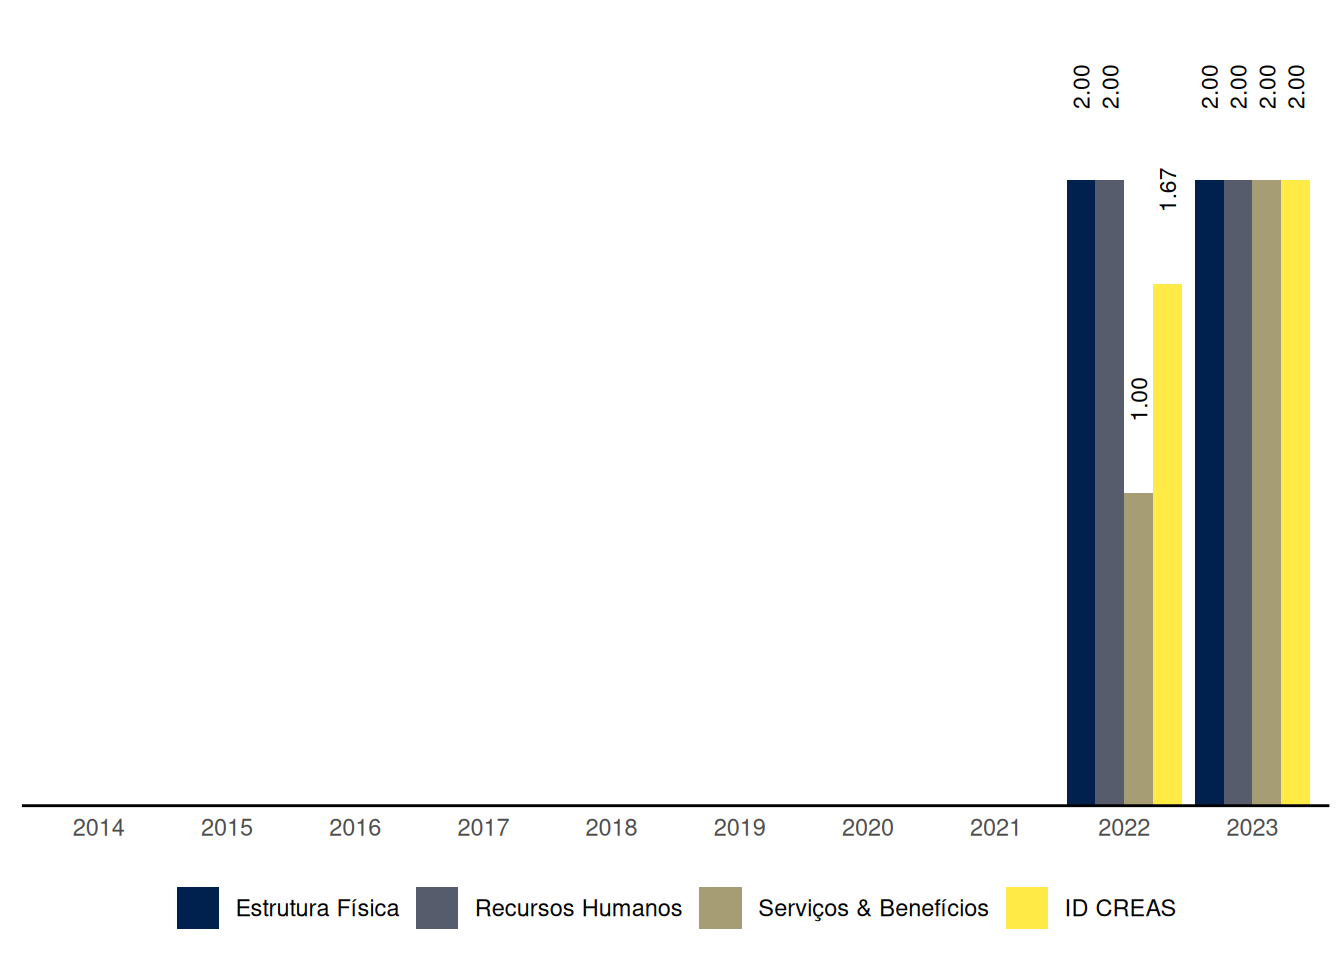 2.00 2.00 2.00 2.00 2.00 2.00
1.67
1.00
2014 2015 2016 2017 2018 2019 2020 2021 2022 2023
Estrutura Física Recursos Humanos Serviços & Benefícios ID CREAS